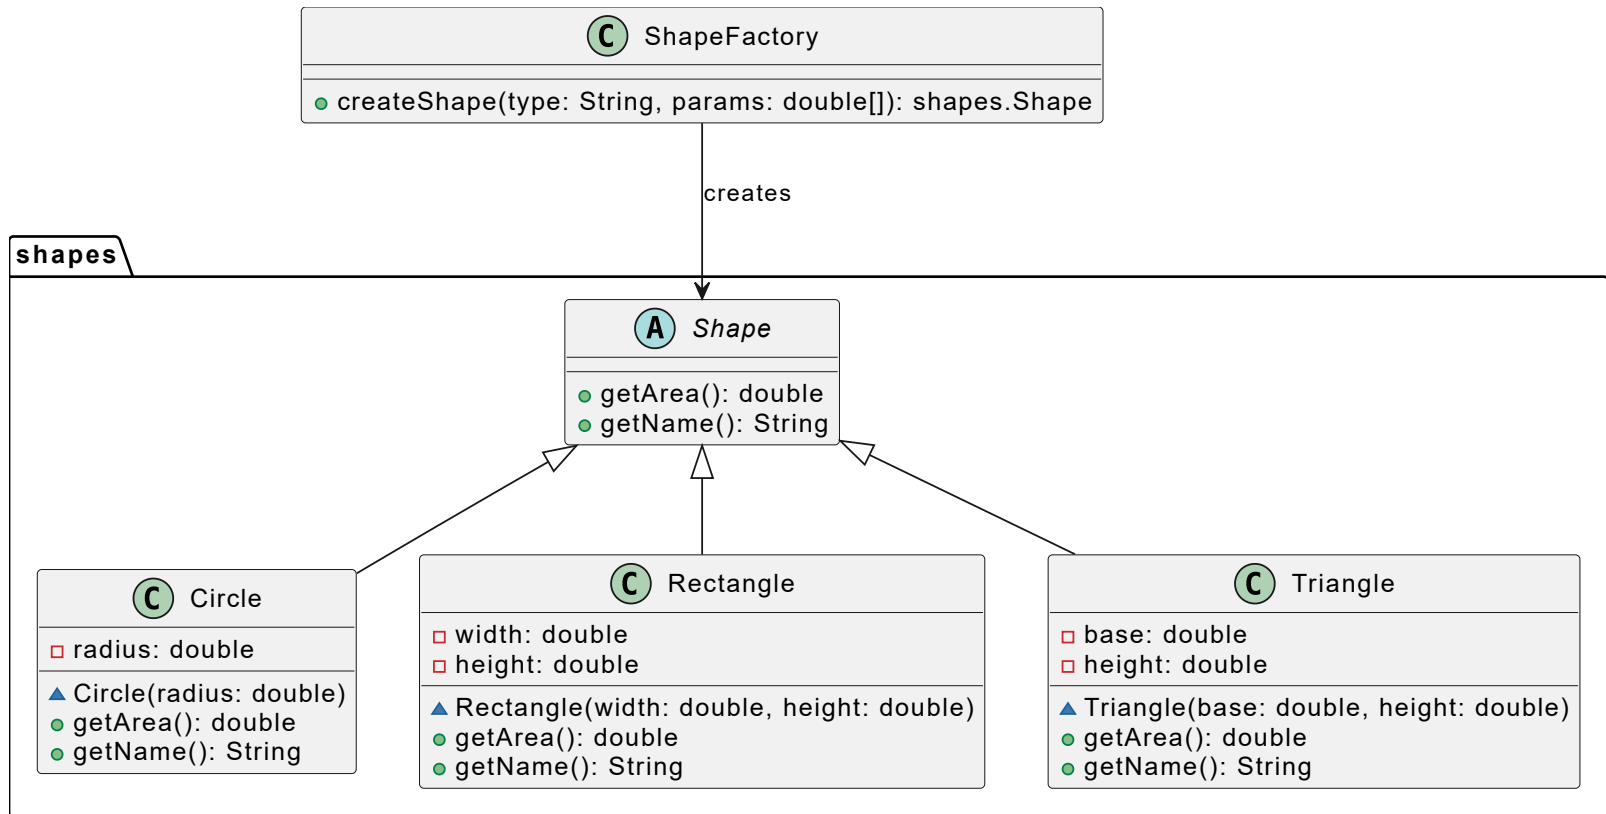 C ShapeFactory
createShape(type: String, params: double[]): shapes.Shape
creates
shapes
A Shape
getArea(): double
getName(): String
C Circle
radius: double
Circle(radius: double)
getArea(): double
getName(): String
C Rectangle
width: double
height: double
Rectangle(width: double, height: double)
getArea(): double
getName(): String
C Triangle
base: double
height: double
Triangle(base: double, height: double)
getArea(): double
getName(): String